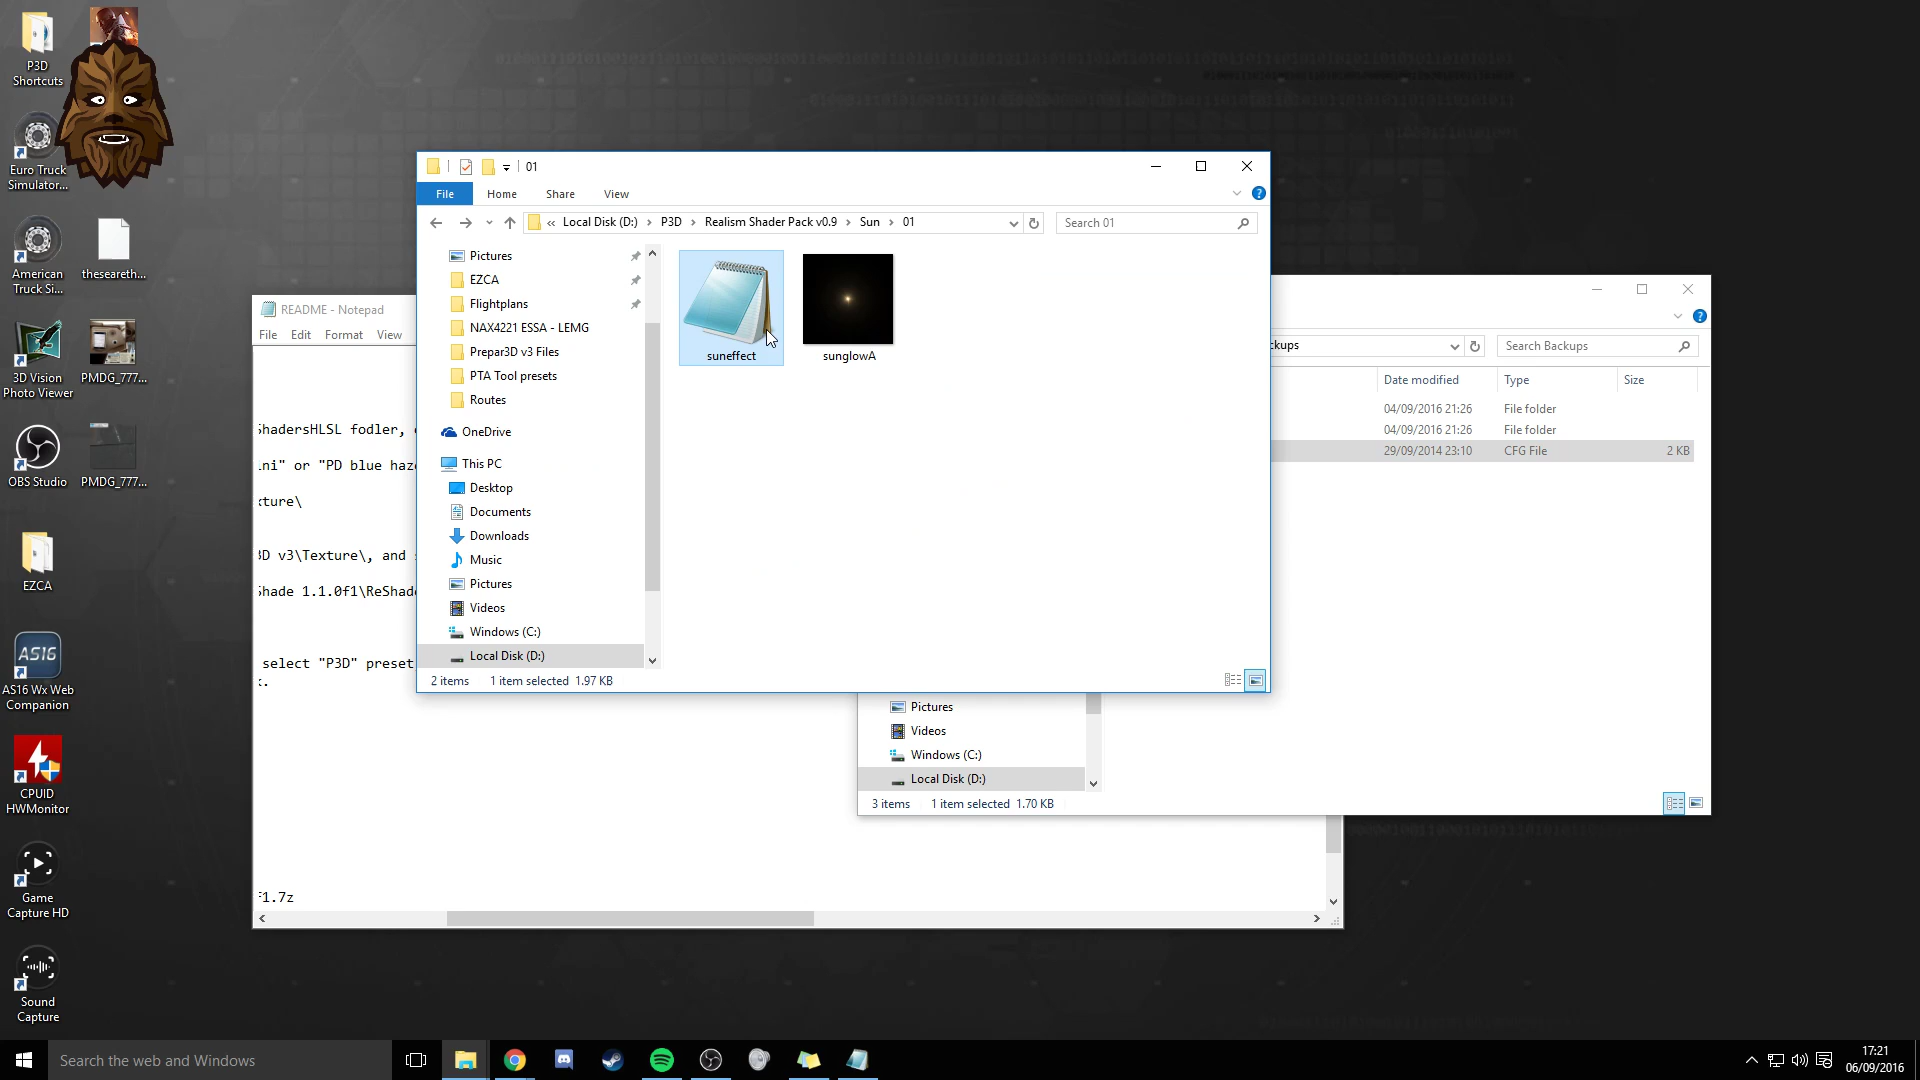 P3D
Shortcuts
Euro Truck
Simulator...
American
Truck Si...
theseareth...
3D Vision
Photo Viewer
PMDG_777...
OBS Studio
PMDG_777...
EZCA
AS16
AS16 Wx Web
Companion
CPUID
HWMonitor
Game
Capture HD
Sound
Capture
01
File
Home
Share
View
« Local Disk (D:) > P3D > Realism Shader Pack v0.9 > Sun > 01
Search 01
Pictures
EZCA
Flightplans
NAX4221 ESSA - LEMG
Prepar3D v3 Files
PTA Tool presets
Routes
OneDrive
This PC
Desktop
Documents
Downloads
Music
Pictures
Videos
Windows (C:)
Local Disk (D:)
suneffect
sunglowA
2 items
1 item selected 1.97 KB
README - Notepad
File Edit Format View
ShadersHLSL fodler,
ini" or "PD blue haz
xture\
3D v3\Texture\, and
Shade 1.1.0f1\ReShad
select "P3D" preset
k.
F1.7z
ckups
Search Backups
Date modified
Type
Size
04/09/2016 21:26
File folder
04/09/2016 21:26
File folder
29/09/2014 23:10
CFG File
2 KB
Pictures
Videos
Windows (C:)
Local Disk (D:)
3 items
1 item selected 1.70 KB
Search the web and Windows
17:21
06/09/2016